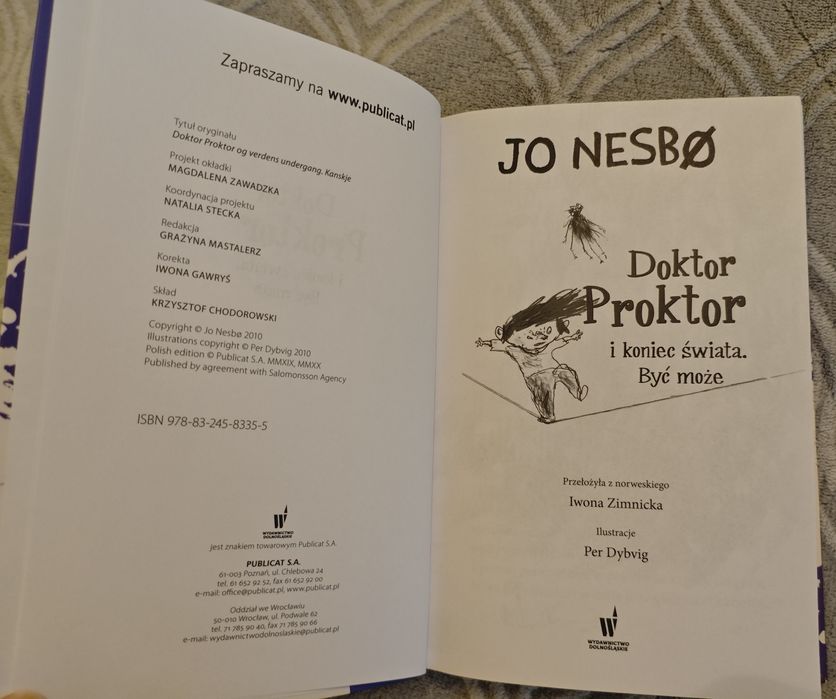 Zapraszamy na www.publicat.pl
Tytuł oryginału
Doktor Proktor og verdens undergang. Kanskje
Projekt okładki
MAGDALENA ZAWADZKA
Koordynacja projektu
NATALIA STECKA
Redakcja
GRAŻYNA MASTALERZ
Korekta
IWONA GAWRYŚ
Skład
KRZYSZTOF CHODOROWSKI
Copyright © Jo Nesbø 2010
Illustrations copyright © Per Dybvig 2010
Polish edition © Publicat S.A. MMXIX, MMXX
Published by agreement with Salomonsson Agency
ISBN 978-83-245-8335-5
WYDAWNICTWO
DOLNOŚLĄSKIE
jest znakiem towarowym Publicat S.A.
PUBLICAT S.A.
61-003 Poznań, ul. Chlebowa 24
tel. 61 652 92 52, fax 61 652 92 00
e-mail: office@publicat.pl, www.publicat.pl
Oddział we Wrocławiu
50-010 Wrocław, ul. Podwale 62
tel. 71 785 90 40, fax 71 785 90 66
e-mail: wydawnictwodolnoslaskie@publicat.pl
JO NESBØ
Doktor
Proktor
i koniec świata.
Być może
Przełożyła z norweskiego
Iwona Zimnicka
Ilustracje
Per Dybvig
WYDAWNICTWO
DOLNOŚLĄSKIE